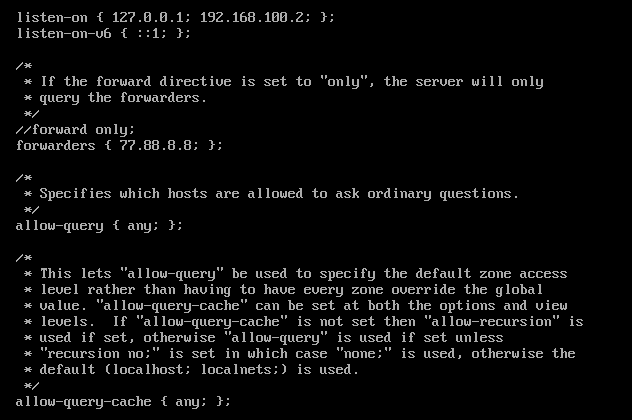 listen-on { 127.0.0.1; 192.168.100.2; };
listen-on-v6 { ::1; };
/*
* If the forward directive is set to "only", the server will only
* query the forwarders.
*/
//forward only;
forwarders { 77.88.8.8; };
/*
* Specifies which hosts are allowed to ask ordinary questions.
*/
allow-query { any; };
/*
* This lets "allow-query" be used to specify the default zone access
* level rather than having to have every zone override the global
* value. "allow-query-cache" can be set at both the options and view
* levels.  If "allow-query-cache" is not set then "allow-recursion" is
* used if set, otherwise "allow-query" is used if set unless
* "recursion no;" is set in which case "none;" is used, otherwise the
* default (localhost; localnets;) is used.
*/
allow-query-cache { any; };